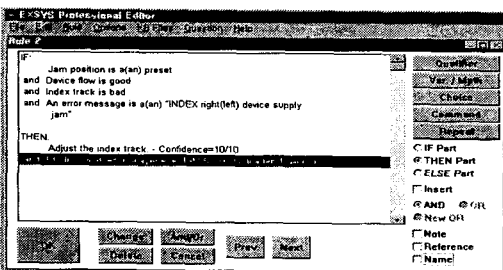 EXSYS Professional Editor
Rule 2
IF:
Jam position is a(an) preset
and Device flow is good
and Index track is bad
and An error message is a(an) "INDEX right(left) device supply
jam"
THEN:
Adjust the index track. - Confidence=10/10
Qualifier
Var. / Math
Choice
Command
Repeat
IF Part
THEN Part
ELSE Part
Insert
AND OR
New OR
Note
Reference
Name
Change
Delete
Cancel
Prev
Next